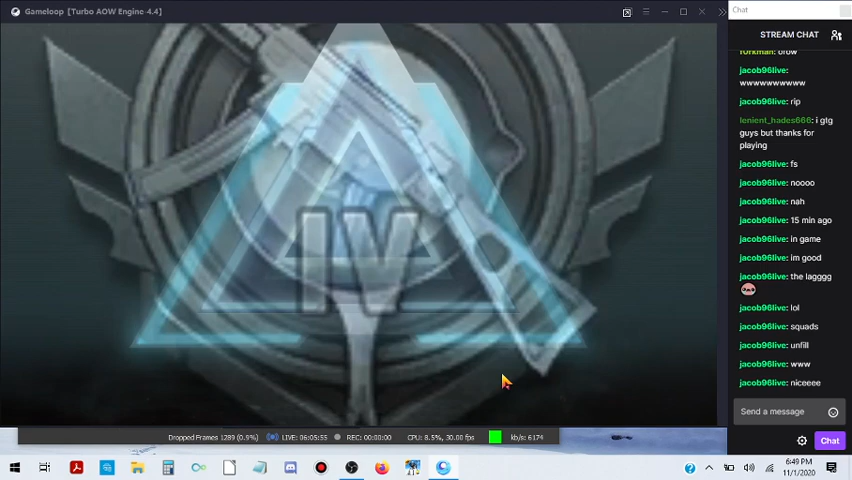 Gameloop [Turbo AOW Engine 4.4]
IV
Dropped Frames 1289 (0.9%) LIVE: 06:05:55 REC: 00:00:00 CPU: 8.5%, 30.00 fps kb/s: 6174
Chat
STREAM CHAT
jacob96live:
wwwwwwwwww
jacob96live: rip
lenient_hades666: i gtg
guys but thanks for
playing
jacob96live: fs
jacob96live: noooo
jacob96live: nah
jacob96live: 15 min ago
jacob96live: in game
jacob96live: im good
jacob96live: the lagggg
jacob96live: lol
jacob96live: squads
jacob96live: unfill
jacob96live: www
jacob96live: niceeee
Send a message
Chat
6:49 PM
11/1/2020